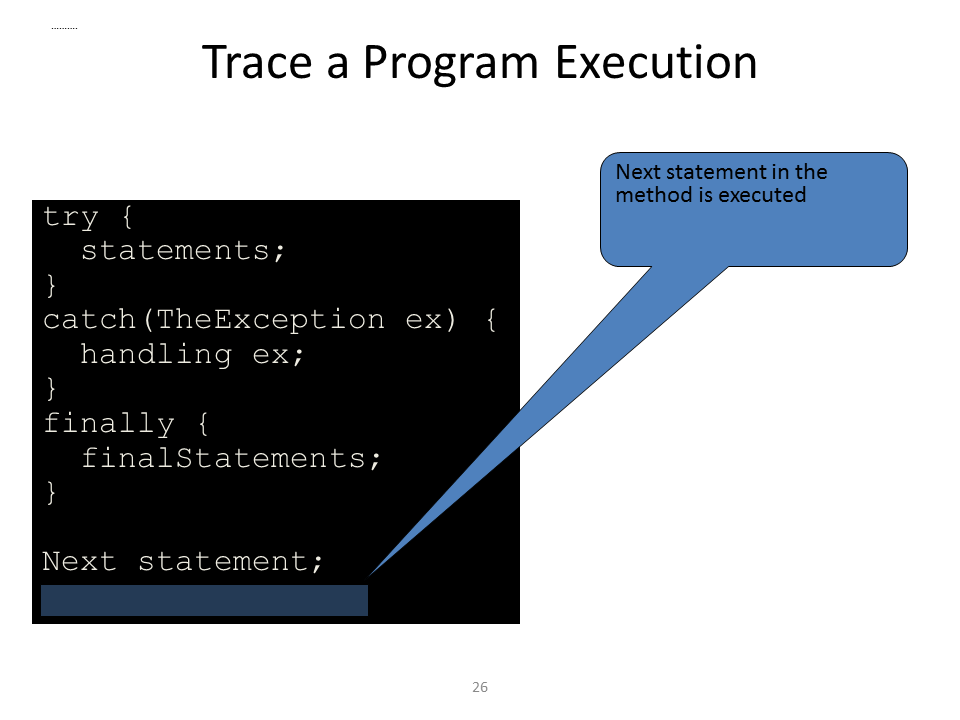 ..........
Trace a Program Execution
Next statement in the
method is executed
try {
  statements;
}
catch(TheException ex) {
  handling ex;
}
finally {
  finalStatements;
}

Next statement;
26